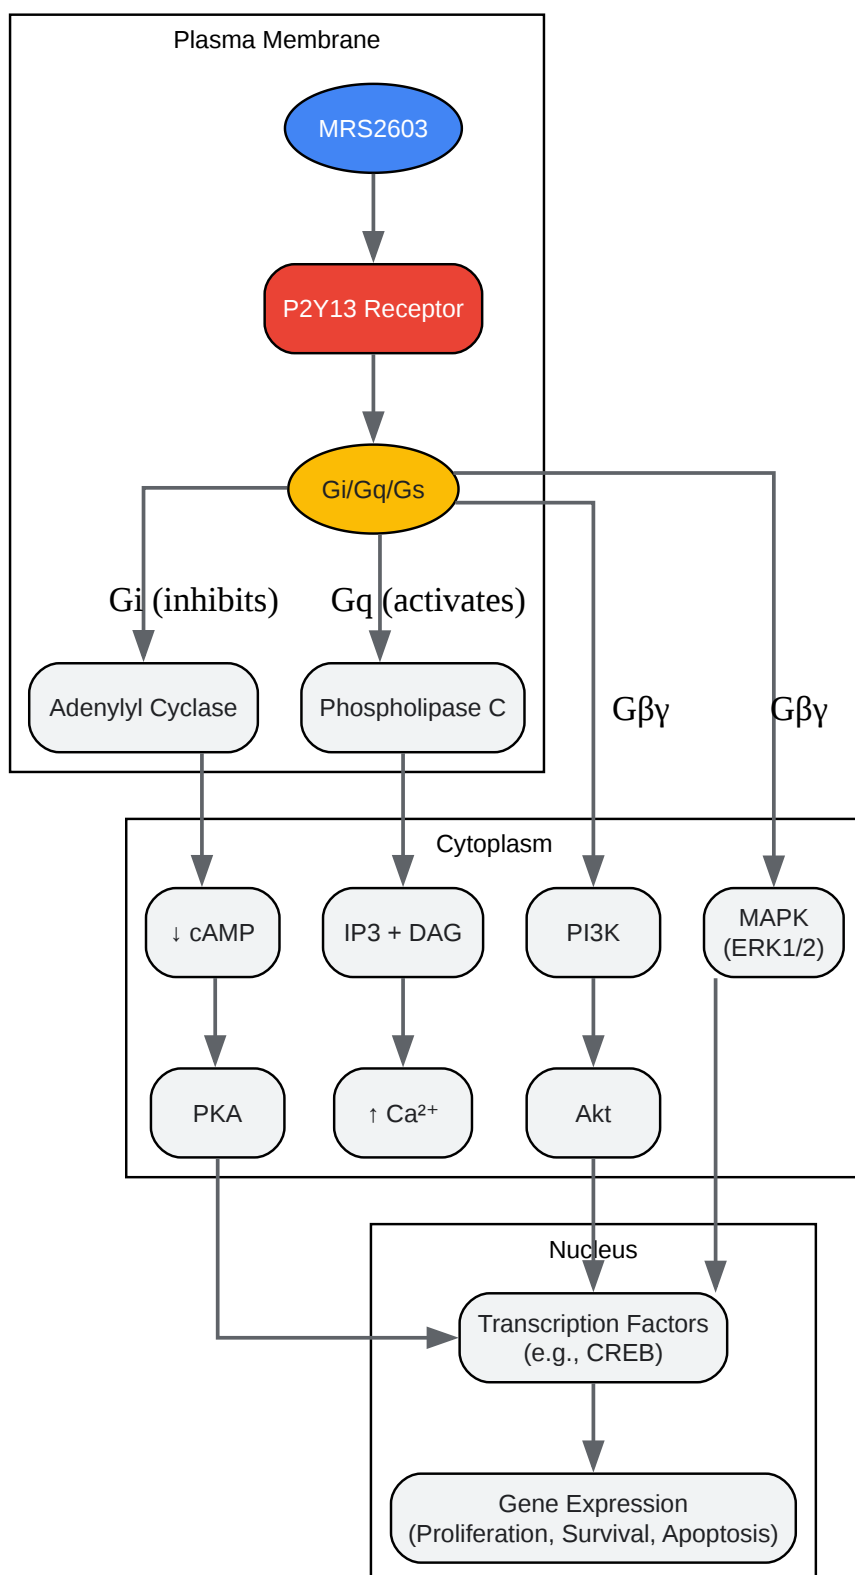 Plasma Membrane
MRS2603
P2Y13 Receptor
Gi/Gq/Gs
Gi (inhibits)
Gq (activates)
Adenylyl Cyclase
Phospholipase C
Gβγ
Gβγ
Cytoplasm
↓ cAMP
IP3 + DAG
PI3K
MAPK
(ERK1/2)
PKA
↑ Ca²⁺
Akt
Nucleus
Transcription Factors
(e.g., CREB)
Gene Expression
(Proliferation, Survival, Apoptosis)